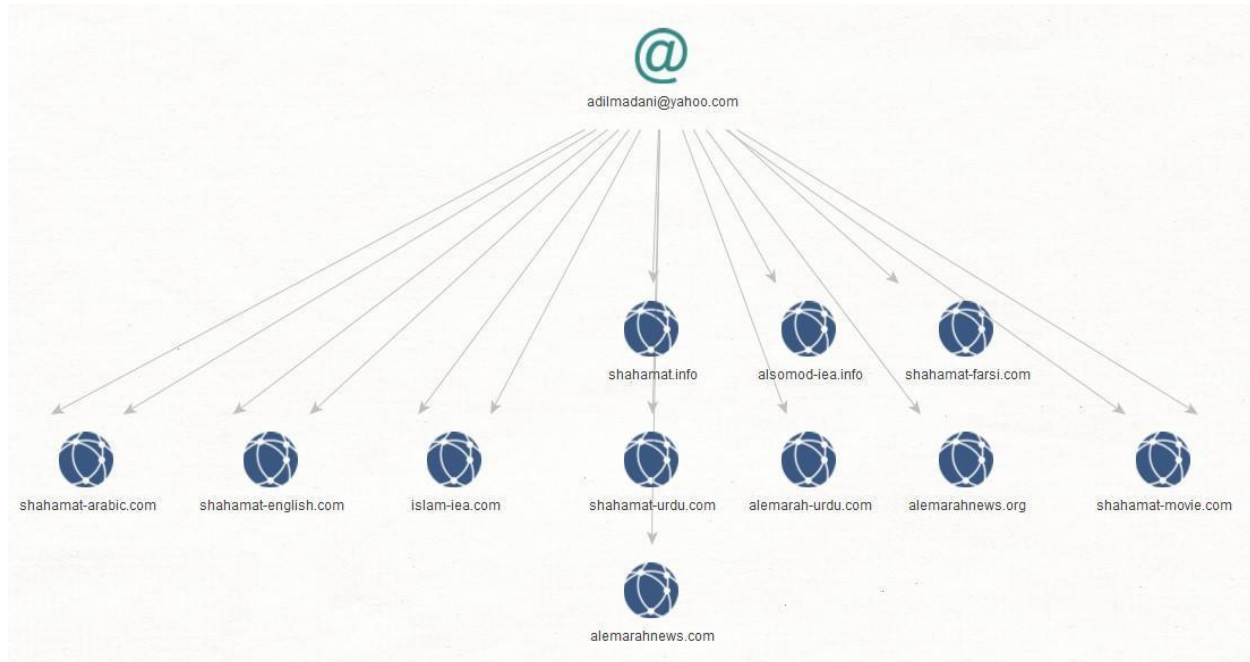 @
adilmadani@yahoo.com
shahamat.info
alsomod-iea.info
shahamat-farsi.com
shahamat-arabic.com
shahamat-english.com
islam-iea.com
shahamat-urdu.com
alemarah-urdu.com
alemarahnews.org
shahamat-movie.com
alemarahnews.com